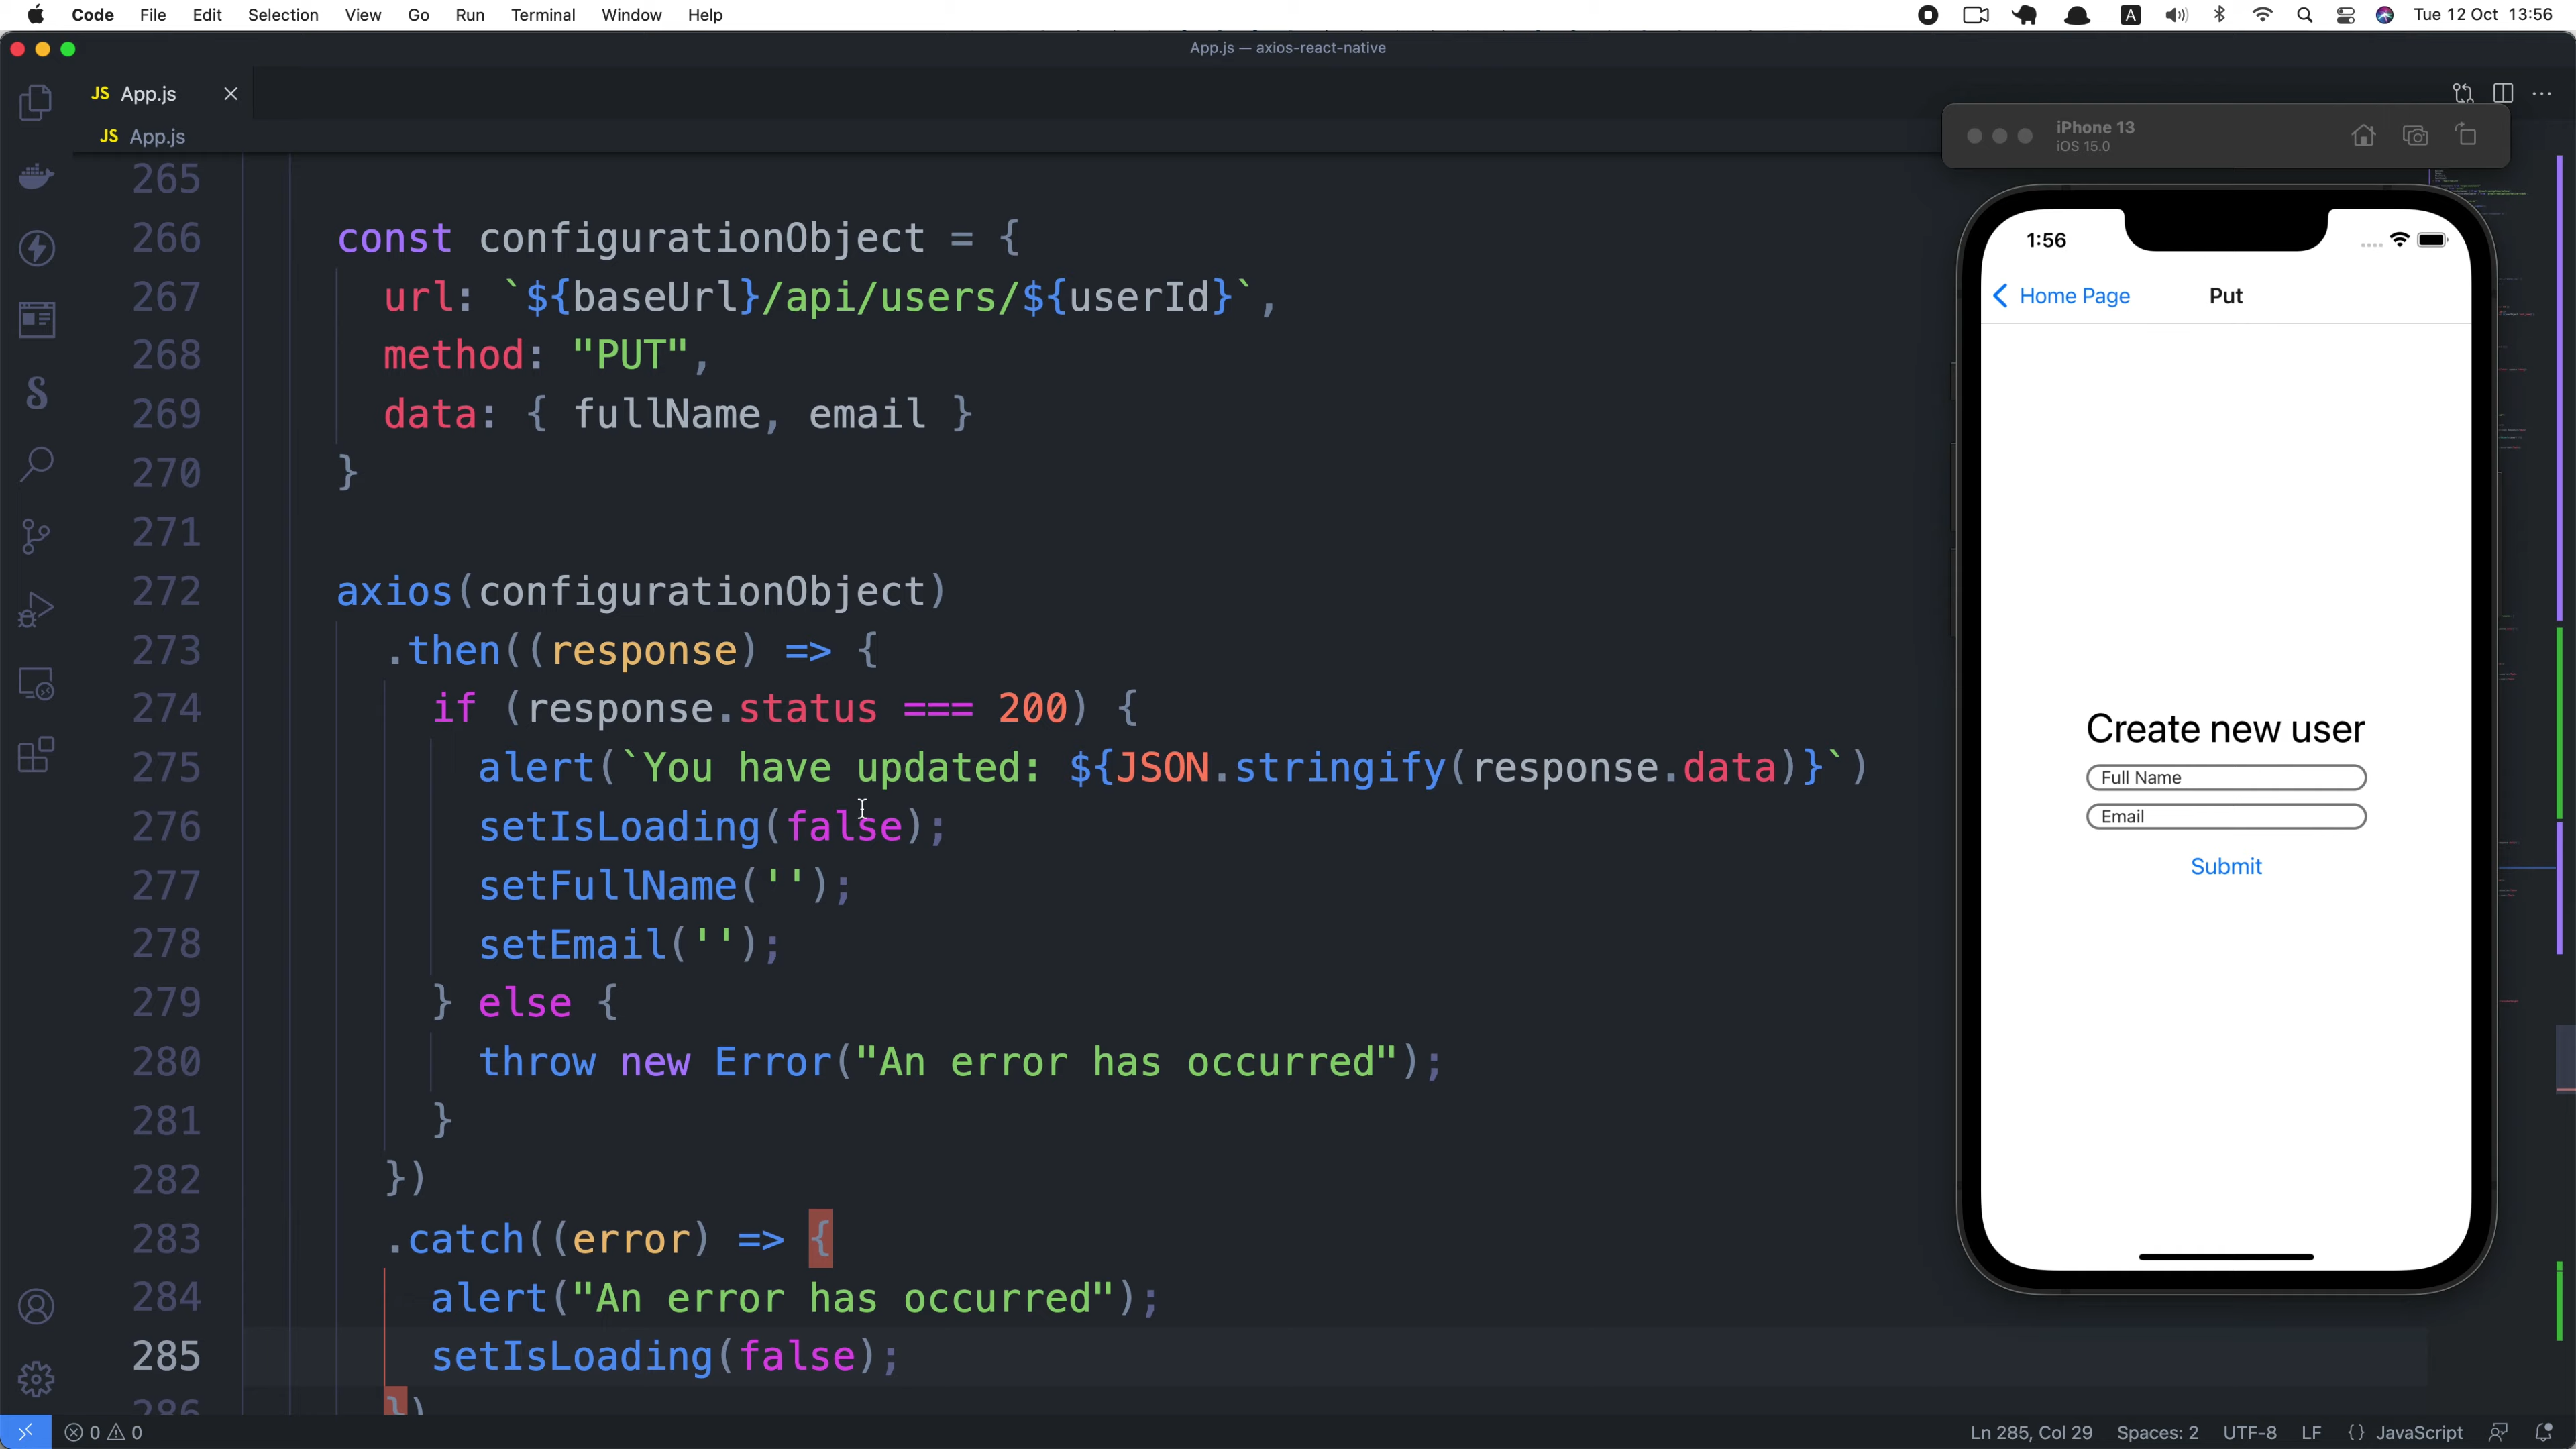 Code File Edit Selection View Go Run Terminal Window Help
A
Tue 12 Oct 13:56
App.js — axios-react-native
JS App.js
JS App.js
265
266 const configurationObject = {
267 url: `${baseUrl}/api/users/${userId}`,
268 method: "PUT",
269 data: { fullName, email }
270 }
271
272 axios(configurationObject)
273 .then((response) => {
274 if (response.status === 200) {
275 alert(`You have updated: ${JSON.stringify(response.data)}`)
276 setIsLoading(false);
277 setFullName('');
278 setEmail('');
279 } else {
280 throw new Error("An error has occurred");
281 }
282 })
283 .catch((error) => {
284 alert("An error has occurred");
285 setIsLoading(false);
286 })
iPhone 13
iOS 15.0
1:56
Home Page
Put
Create new user
Full Name
Email
Submit
0 0
Ln 285, Col 29 Spaces: 2 UTF-8 LF {} JavaScript